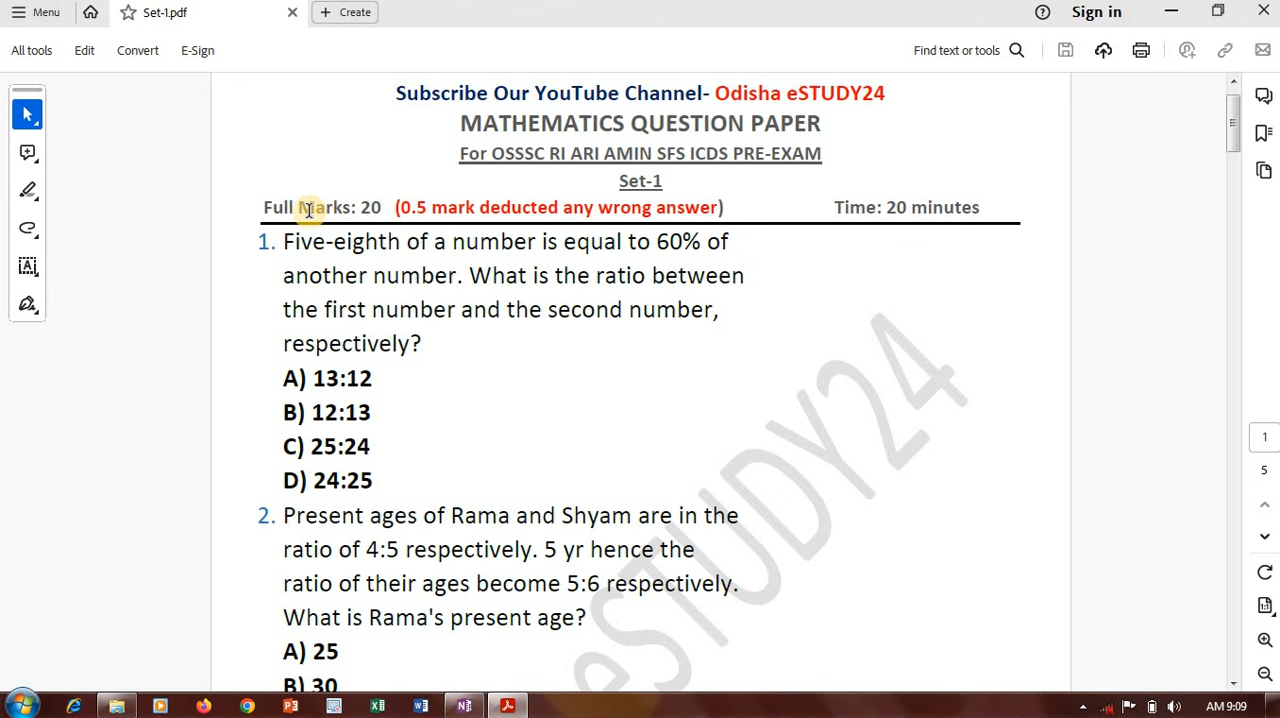 Menu
Set-1.pdf
+ Create
Sign in
All tools
Edit
Convert
E-Sign
Find text or tools
Subscribe Our YouTube Channel- Odisha eSTUDY24
MATHEMATICS QUESTION PAPER
For OSSSC RI ARI AMIN SFS ICDS PRE-EXAM
Set-1
Full Marks: 20 (0.5 mark deducted any wrong answer) Time: 20 minutes
1. Five-eighth of a number is equal to 60% of
another number. What is the ratio between
the first number and the second number,
respectively?
A) 13:12
B) 12:13
C) 25:24
D) 24:25
2. Present ages of Rama and Shyam are in the
ratio of 4:5 respectively. 5 yr hence the
ratio of their ages become 5:6 respectively.
What is Rama's present age?
A) 25
B) 30
eSTUDY24
1
5
AM 9:09